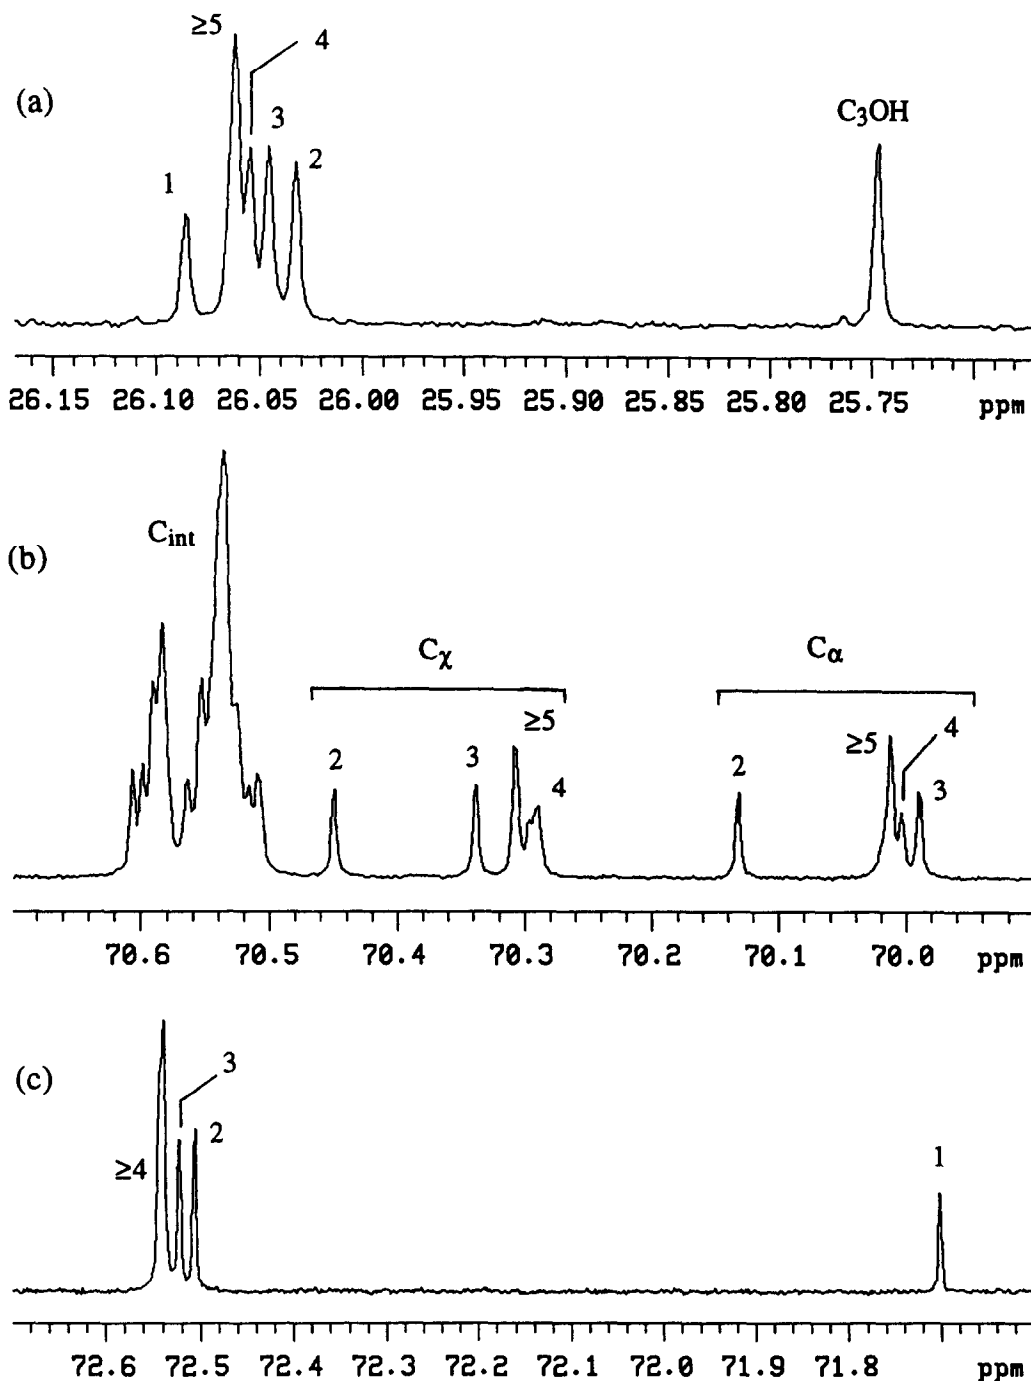 ≥5
4
(a)
3
C₃OH
1
2
26.15 26.10 26.05 26.00 25.95 25.90 25.85 25.80 25.75 ppm
Cint
(b)
Cχ
Cα
≥5
4
≥5
2
3
4
2
3
70.6 70.5 70.4 70.3 70.2 70.1 70.0 ppm
(c)
3
2
≥4
1
72.6 72.5 72.4 72.3 72.2 72.1 72.0 71.9 71.8 ppm